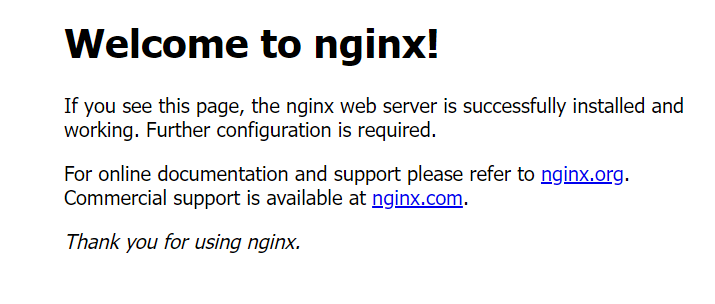 Welcome to nginx!
If you see this page, the nginx web server is successfully installed and
working. Further configuration is required.
For online documentation and support please refer to nginx.org.
Commercial support is available at nginx.com.
Thank you for using nginx.